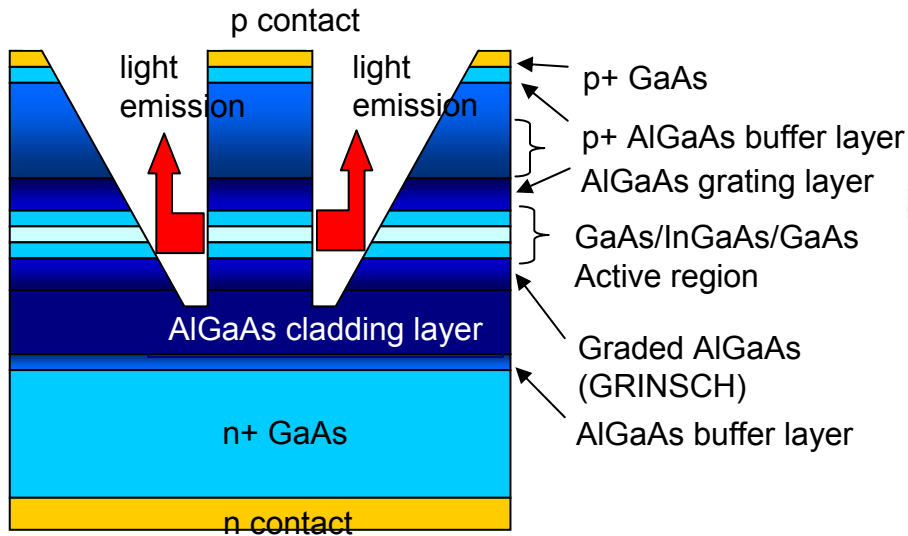 p contact
light
emission
light
emission
p+ GaAs
p+ AlGaAs buffer layer
AlGaAs grating layer
GaAs/InGaAs/GaAs
Active region
AlGaAs cladding layer
Graded AlGaAs
(GRINSCH)
AlGaAs buffer layer
n+ GaAs
n contact